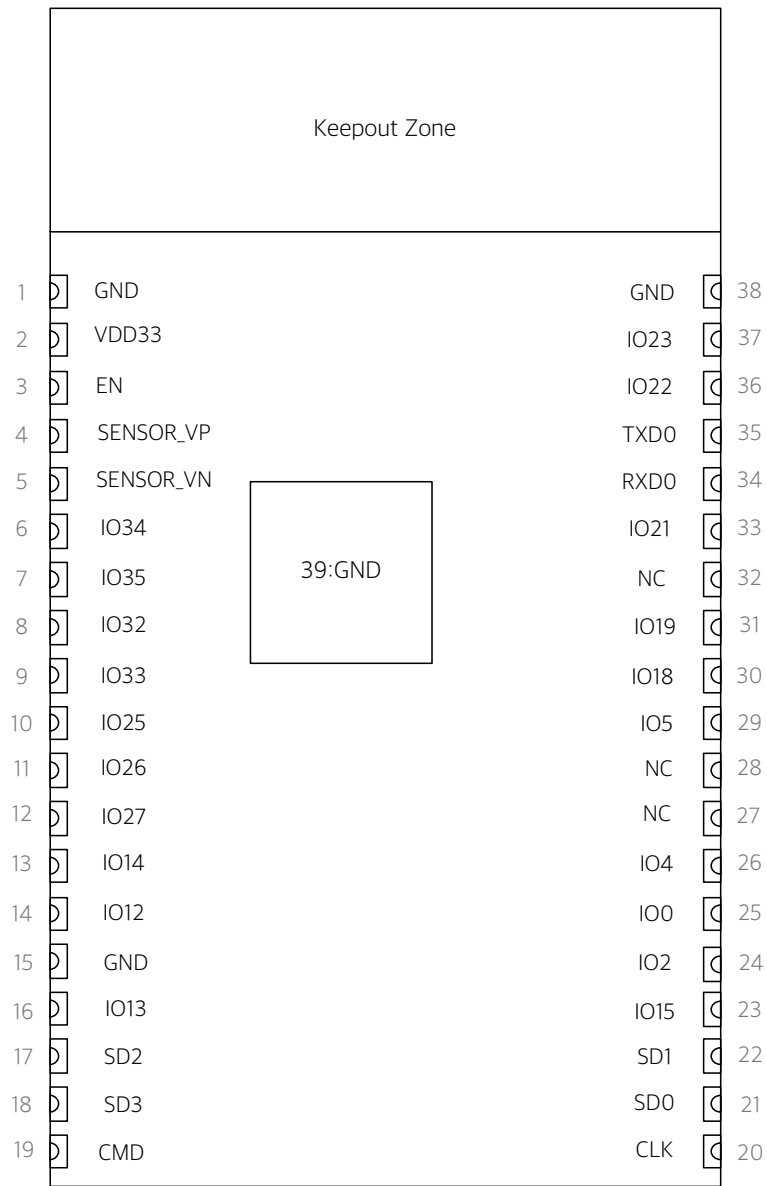 Keepout Zone
1 GND GND 38
2 VDD33 IO23 37
3 EN IO22 36
4 SENSOR_VP TXD0 35
5 SENSOR_VN RXD0 34
6 IO34 IO21 33
7 IO35 39:GND NC 32
8 IO32 IO19 31
9 IO33 IO18 30
10 IO25 IO5 29
11 IO26 NC 28
12 IO27 NC 27
13 IO14 IO4 26
14 IO12 IO0 25
15 GND IO2 24
16 IO13 IO15 23
17 SD2 SD1 22
18 SD3 SD0 21
19 CMD CLK 20